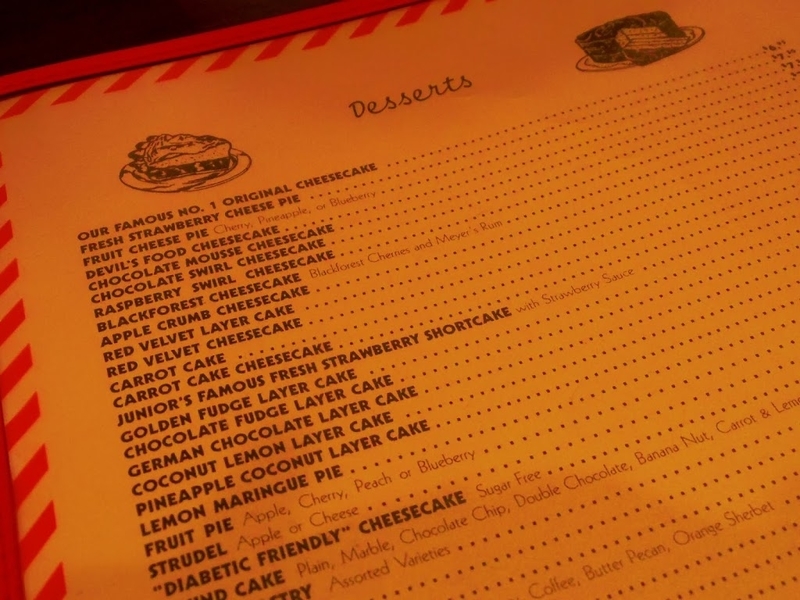 Desserts
OUR FAMOUS NO. 1 ORIGINAL CHEESECAKE
FRESH STRAWBERRY CHEESE PIE
FRUIT CHEESE PIE Cherry, Pineapple, or Blueberry
DEVIL'S FOOD CHEESECAKE
CHOCOLATE MOUSSE CHEESECAKE
CHOCOLATE SWIRL CHEESECAKE
RASPBERRY SWIRL CHEESECAKE
BLACKFOREST CHEESECAKE Blackforest Cherries and Meyer's Rum
APPLE CRUMB CHEESECAKE
RED VELVET LAYER CAKE
RED VELVET CHEESECAKE
CARROT CAKE
CARROT CAKE CHEESECAKE
JUNIOR'S FAMOUS FRESH STRAWBERRY SHORTCAKE with Strawberry Sauce
GOLDEN FUDGE LAYER CAKE
CHOCOLATE FUDGE LAYER CAKE
GERMAN CHOCOLATE LAYER CAKE
COCONUT LEMON LAYER CAKE
PINEAPPLE COCONUT LAYER CAKE
LEMON MARINGUE PIE
FRUIT PIE Apple, Cherry, Peach or Blueberry
STRUDEL Apple or Cheese
"DIABETIC FRIENDLY" CHEESECAKE Sugar Free
CAKE Plain, Marble, Chocolate Chip, Double Chocolate, Banana Nut, Carrot &
Assorted Varieties
Coffee, Butter Pecan, Orange Sherbet